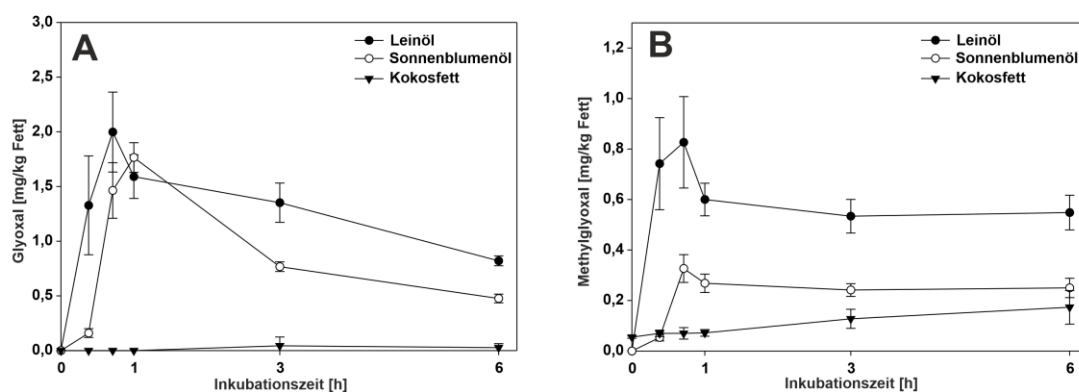 A
Glyoxal [mg/kg Fett]
3,0
2,5
2,0
1,5
1,0
0,5
0,0
Leinöl
Sonnenblumenöl
Kokosfett
0
1
3
6
Inkubationszeit [h]
B
Methylglyoxal [mg/kg Fett]
1,2
1,0
0,8
0,6
0,4
0,2
0,0
Leinöl
Sonnenblumenöl
Kokosfett
0
1
3
6
Inkubationszeit [h]